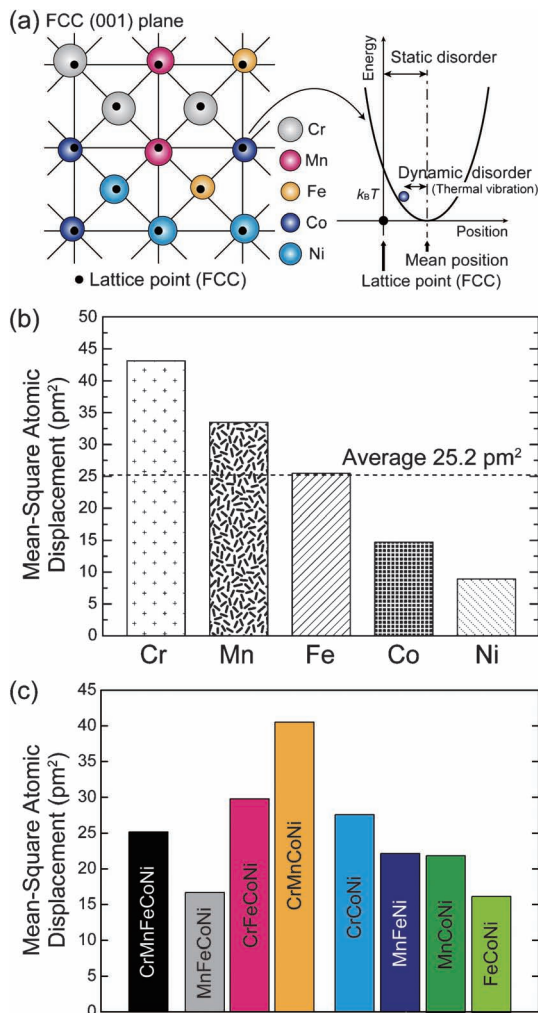 (a) FCC (001) plane
Cr
Mn
Fe
Co
Ni
• Lattice point (FCC)
Energy
Static disorder
Dynamic disorder
(Thermal vibration)
kBT
Position
Mean position
Lattice point (FCC)
(b)
Mean-Square Atomic
Displacement (pm²)
50
45
40
35
30
25
20
15
10
5
0
Average 25.2 pm²
Cr Mn Fe Co Ni
(c)
Mean-Square Atomic
Displacement (pm²)
45
40
35
30
25
20
15
10
5
0
CrMnFeCoNi
MnFeCoNi
CrFeCoNi
CrMnCoNi
CrCoNi
MnFeNi
MnCoNi
FeCoNi